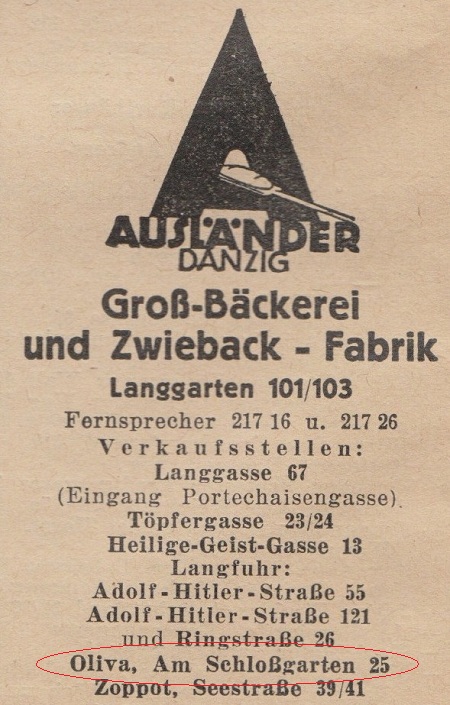 AUSLÄNDER
DANZIG
Groß-Bäckerei
und Zwieback - Fabrik
Langgarten 101/103
Fernsprecher 217 16 u. 217 26
Verkaufsstellen:
Langgasse 67
(Eingang Portechaisengasse).
Töpfergasse 23/24
Heilige-Geist-Gasse 13
Langfuhr:
Adolf-Hitler-Straße 55
Adolf-Hitler-Straße 121
und Ringstraße 26
Oliva, Am Schloßgarten 25
Zoppot, Seestraße 39/41